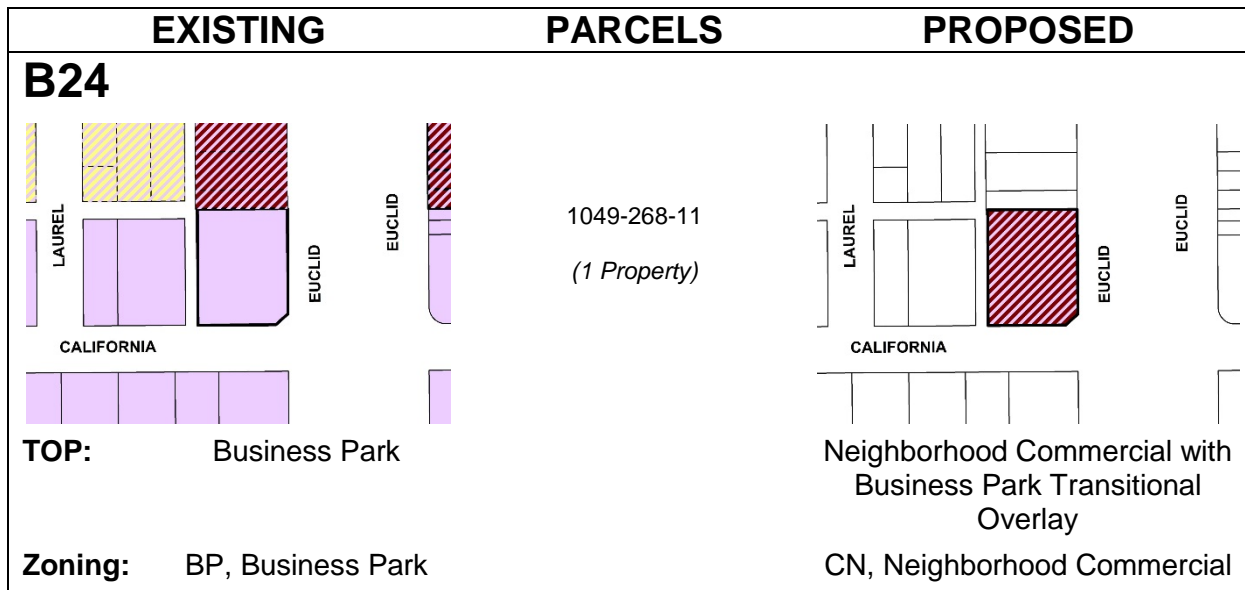 EXISTING PARCELS PROPOSED
B24
LAUREL
EUCLID
EUCLID
CALIFORNIA
1049-268-11
(1 Property)
LAUREL
EUCLID
EUCLID
CALIFORNIA
TOP: Business Park
Neighborhood Commercial with
Business Park Transitional
Overlay
Zoning: BP, Business Park
CN, Neighborhood Commercial